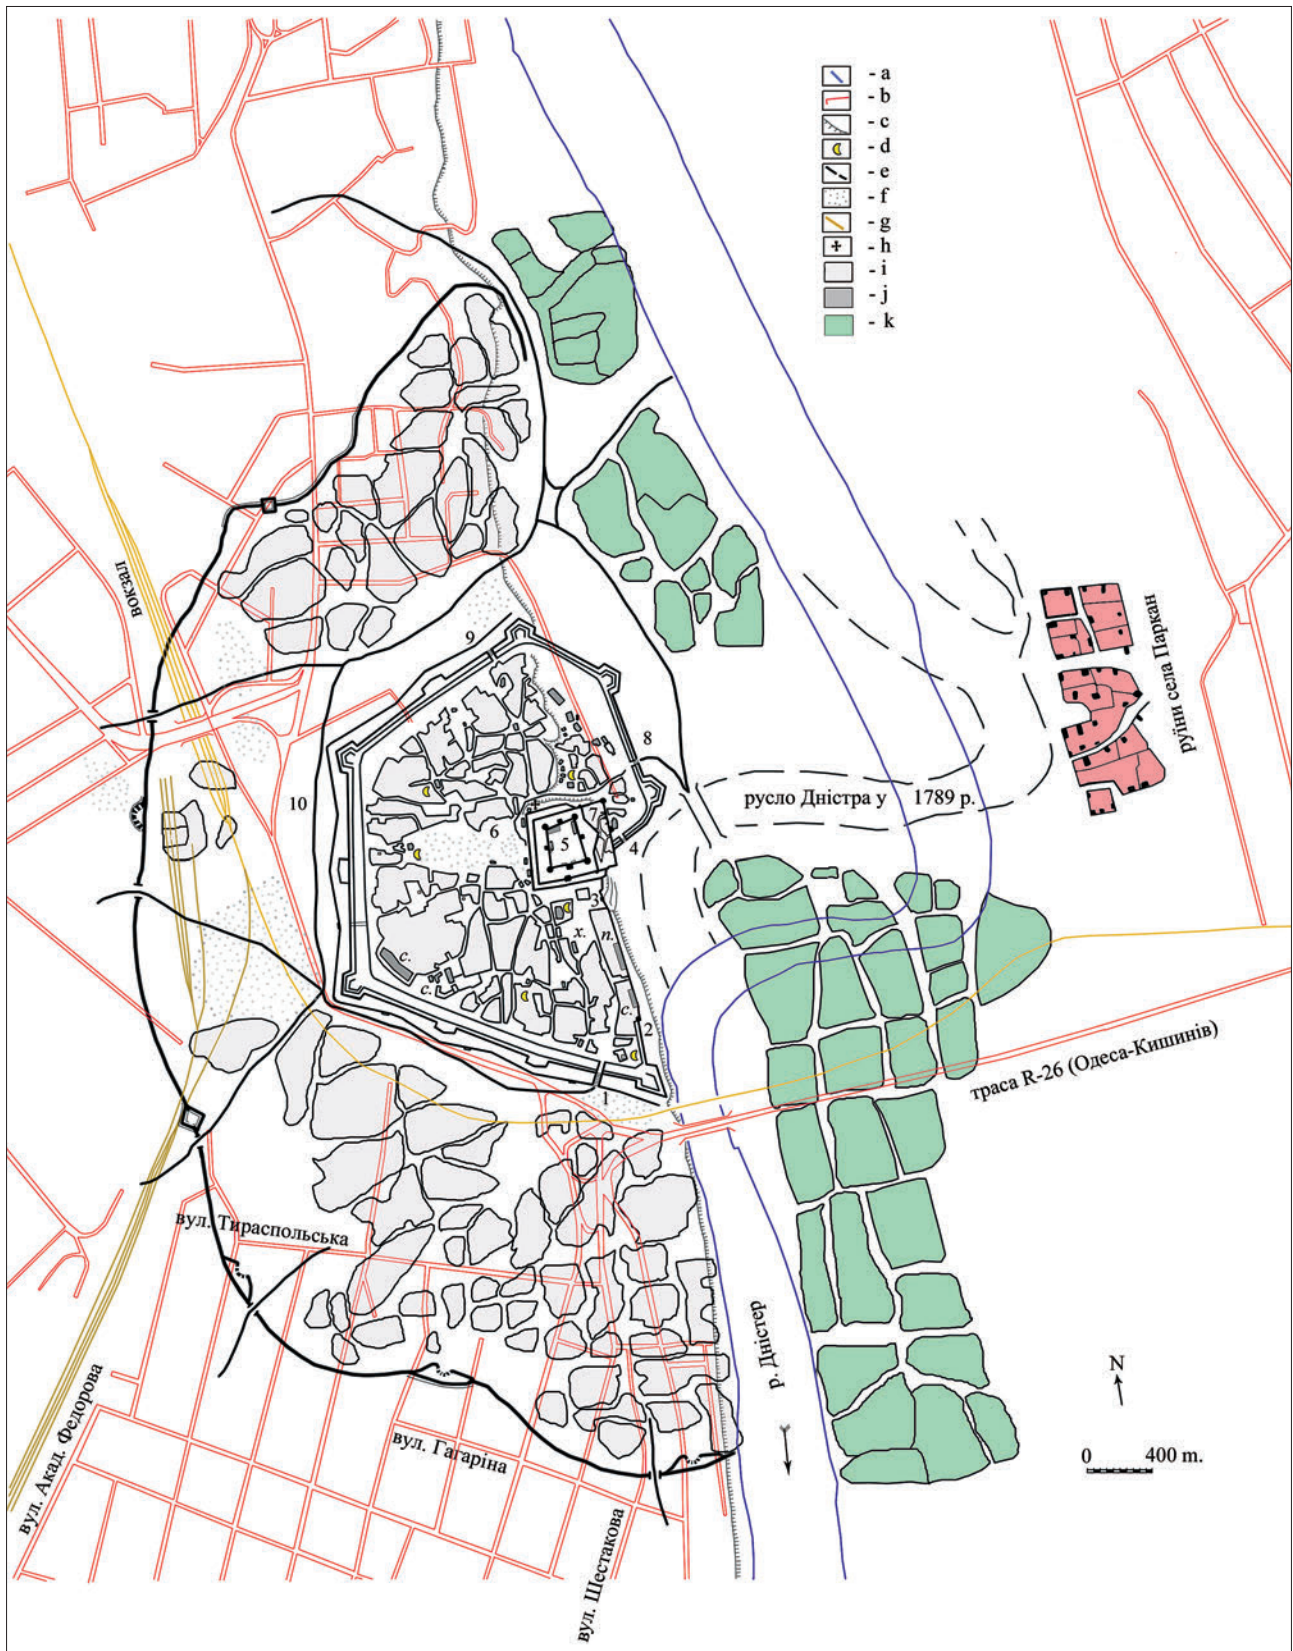 - a
- b
- c
- d
- e
- f
- g
- h
- i
- j
- k
вокзал
руїни села Паркан
9
8
10
русло Дністра у 1789 р.
7
6
5
4
3
х.
п.
с.
с.
с.
2
1
траса R-26 (Одеса-Кишинів)
вул. Тираспольська
р. Дністер
N
вул. Акад. Федорова
вул. Гагаріна
0 400 m.
вул. Шестакова